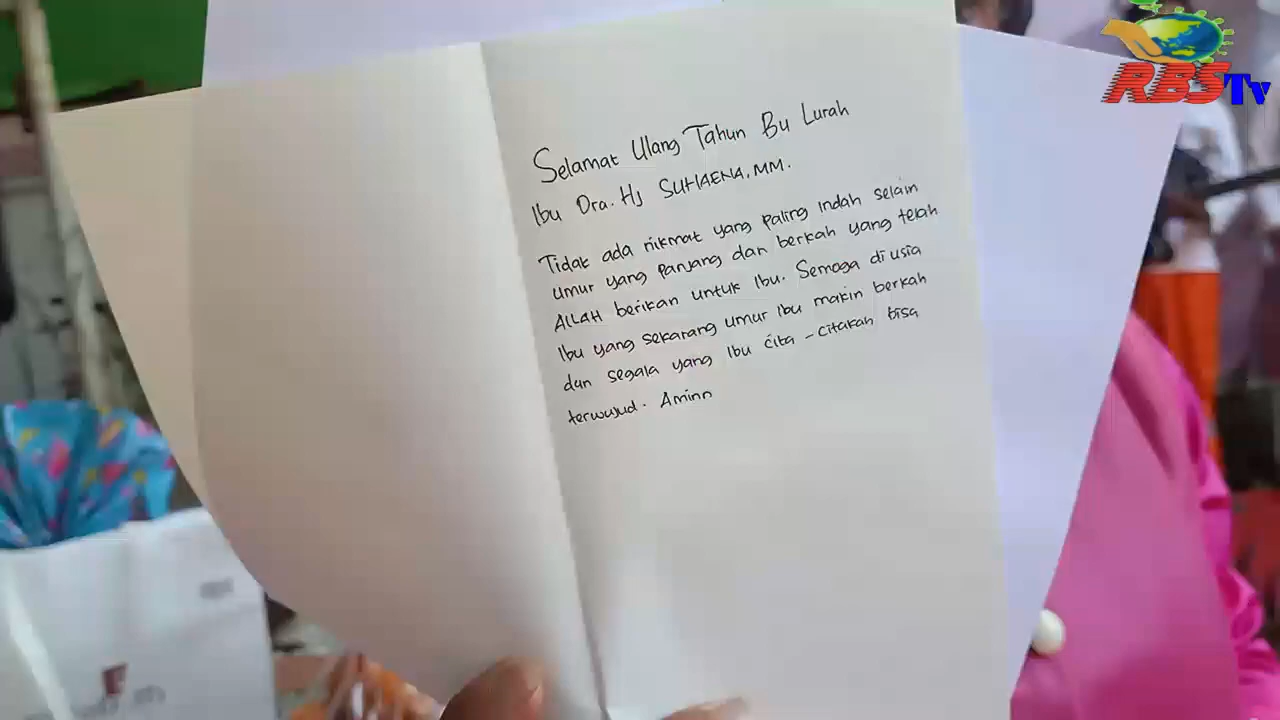 RBS Tv
Selamat Ulang Tahun Bu Lurah
Ibu Dra. Hj SUHAENA, MM.
Tidak ada nikmat yang paling indah selain
umur yang panjang dan berkah yang telah
ALLAH berikan untuk Ibu. Semoga di usia
Ibu yang sekarang umur Ibu makin berkah
dan segala yang Ibu cita - citakan bisa
terwujud. Aminn